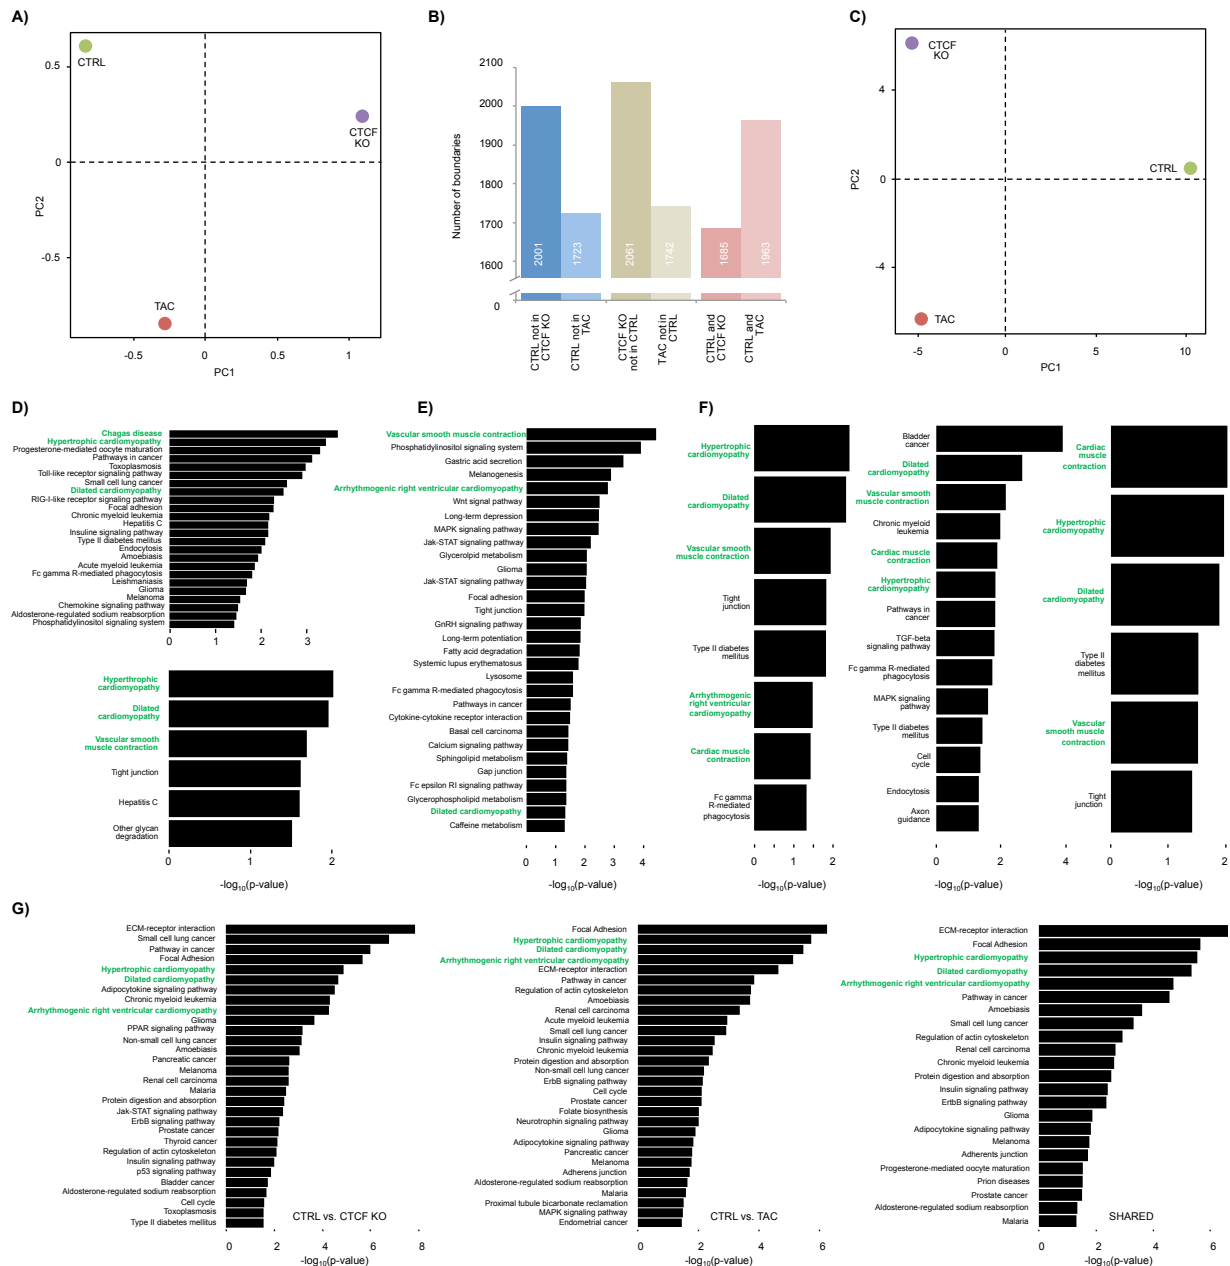 A)
0.5
0
-0.5
PC2
CTRL
CTCF
KO
TAC
-0.5
0
0.5
1
PC1
B)
Number of boundaries
2100
2000
1900
1800
1700
1600
0
2001
1723
2061
1742
1685
1963
CTRL not in
CTCF KO
CTRL not in
TAC
CTCF KO
not in CTRL
TAC not in
CTRL
CTRL and
CTCF KO
CTRL and
TAC
C)
CTCF
KO
CTRL
TAC
4
0
-4
PC2
-5
0
5
10
PC1
D)
Chagas disease
Hypertrophic cardiomyopathy
Progesterone-mediated oocyte maturation
Pathways in cancer
Toxoplasmosis
Toll-like receptor signaling pathway
Small cell lung cancer
Dilated cardiomyopathy
RIG-I-like receptor signaling pathway
Focal adhesion
Chronic myeloid leukemia
Hepatitis C
Insuline signaling pathway
Type II diabetes melitus
Endocytosis
Amoebiasis
Acute myeloid leukemia
Fc gamma R-mediated phagocytosis
Leishmaniasis
Glioma
Melanoma
Chemokine signaling pathway
Aldosterone-regulated sodium reabsorption
Phosphatidylinositol signaling system
0 1 2 3
Hyperthrophic
cardiomyopathy
Dilated
cardiomyopathy
Vascular smooth
muscle contraction
Tight junction
Hepatitis C
Other glycan
degradation
0 1 2
-log10(p-value)
E)
Vascular smooth muscle contraction
Phosphatidylinositol signaling system
Gastric acid secretion
Melanogenesis
Arrhythmogenic right ventricular cardiomyopathy
Wnt signal pathway
Long-term depression
MAPK signaling pathway
Jak-STAT signaling pathway
Glycerolpid metabolism
Glioma
Jak-STAT signaling pathway
Focal adhesion
Tight junction
GnRH signaling pathway
Long-term potentiation
Fatty acid degradation
Systemic lupus erythematosus
Lysosome
Fc gamma R-mediated phagocytosis
Pathways in cancer
Cytokine-cytokine receptor interaction
Basal cell carcinoma
Calcium signaling pathway
Sphingolipid metabolism
Gap junction
Fc epsilon RI signaling pathway
Glycerophospholipid metabolism
Dilated cardiomyopathy
Caffeine metabolism
0 1 2 3 4
-log10(p-value)
F)
Hypertrophic
cardiomyopathy
Dilated
cardiomyopathy
Vascular smooth
muscle contraction
Tight
junction
Type II diabetes
mellitus
Arrhythmogenic
right ventricular
cardiomyopathy
Cardiac muscle
contraction
Fc gamma
R-mediated
phagocytosis
0 1 2
Bladder
cancer
Dilated
cardiomyopathy
Vascular smooth
muscle contraction
Chronic myeloid
leukemia
Cardiac muscle
contraction
Hypertrophic
cardiomyopathy
Pathways in
cancer
TGF-beta
signaling pathway
Fc gamma R-mediated
phagocytosis
MAPK signaling
pathway
Type II diabetes
mellitus
Cell
cycle
Endocytosis
Axon
guidance
0 2 4
-log10(p-value)
Cardiac
muscle
contraction
Hypertrophic
cardiomyopathy
Dilated
cardiomyopathy
Type II
diabetes
mellitus
Vascular
smooth muscle
contraction
Tight
junction
0 1 2
-log10(p-value)
G)
ECM-receptor interaction
Small cell lung cancer
Pathway in cancer
Focal Adhesion
Hypertrophic cardiomyopathy
Dilated cardiomyopathy
Adipocytokine signaling pathway
Chronic myeloid leukemia
Arrhythmogenic right ventricular cardiomyopathy
Glioma
PPAR signaling pathway
Non-small cell lung cancer
Amoebiasis
Pancreatic cancer
Melanoma
Renal cell carcinoma
Malaria
Protein digestion and absorption
Jak-STAT signaling pathway
ErbB signaling pathway
Prostate cancer
Thyroid cancer
Regulation of actin cytoskeleton
Insulin signaling pathway
p53 signaling pathway
Bladder cancer
Aldosterone-regulated sodium reabsorption
Cell cycle
Toxoplasmosis
Type II diabetes mellitus
CTRL vs. CTCF KO
0 2 4 6 8
-log10(p-value)
Focal Adhesion
Hypertrophic cardiomyopathy
Dilated cardiomyopathy
Arrhythmogenic right ventricular cardiomyopathy
ECM-receptor interaction
Pathway in cancer
Regulation of actin cytoskeleton
Amoebiasis
Renal cell carcinoma
Acute myeloid leukemia
Small cell lung cancer
Insulin signaling pathway
Chronic myeloid leukemia
Protein digestion and absorption
Non-small cell lung cancer
ErbB signaling pathway
Cell cycle
Prostate cancer
Folate biosynthesis
Neurotrophin signaling pathway
Glioma
Adipocytokine signaling pathway
Pancreatic cancer
Melanoma
Adherens junction
Aldosterone-regulated sodium reabsorption
Malaria
Proximal tubule bicarbonate reclamation
MAPK signaling pathway
Endometrial cancer
CTRL vs. TAC
0 2 4 6
-log10(p-value)
ECM-receptor interaction
Focal Adhesion
Hypertrophic cardiomyopathy
Dilated cardiomyopathy
Arrhythmogenic right ventricular cardiomyopathy
Pathway in cancer
Amoebiasis
Small cell lung cancer
Regulation of actin cytoskeleton
Renal cell carcinoma
Chronic myeloid leukemia
Protein digestion and absorption
Insulin signaling pathway
ErtbB signaling pathway
Glioma
Adipocytokine signaling pathway
Melanoma
Adherents junction
Progesterone-mediated oocyte maturation
Prion diseases
Prostate cancer
Aldosterone-regulated sodium reabsorption
Malaria
SHARED
0 2 4 6
-log10(p-value)